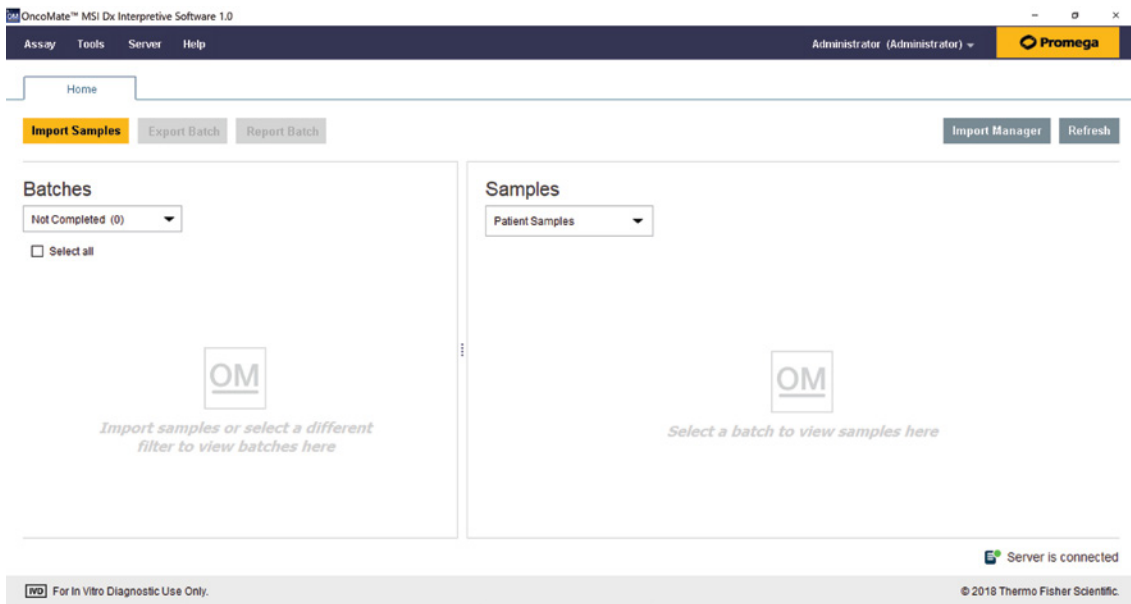 OM OncoMate™ MSI Dx Interpretive Software 1.0
Assay Tools Server Help Administrator (Administrator) Promega
Home
Import Samples Export Batch Report Batch Import Manager Refresh
Batches
Not Completed (0)
Select all
OM
Import samples or select a different
filter to view batches here
Samples
Patient Samples
OM
Select a batch to view samples here
Server is connected
IVD For In Vitro Diagnostic Use Only.
© 2018 Thermo Fisher Scientific.